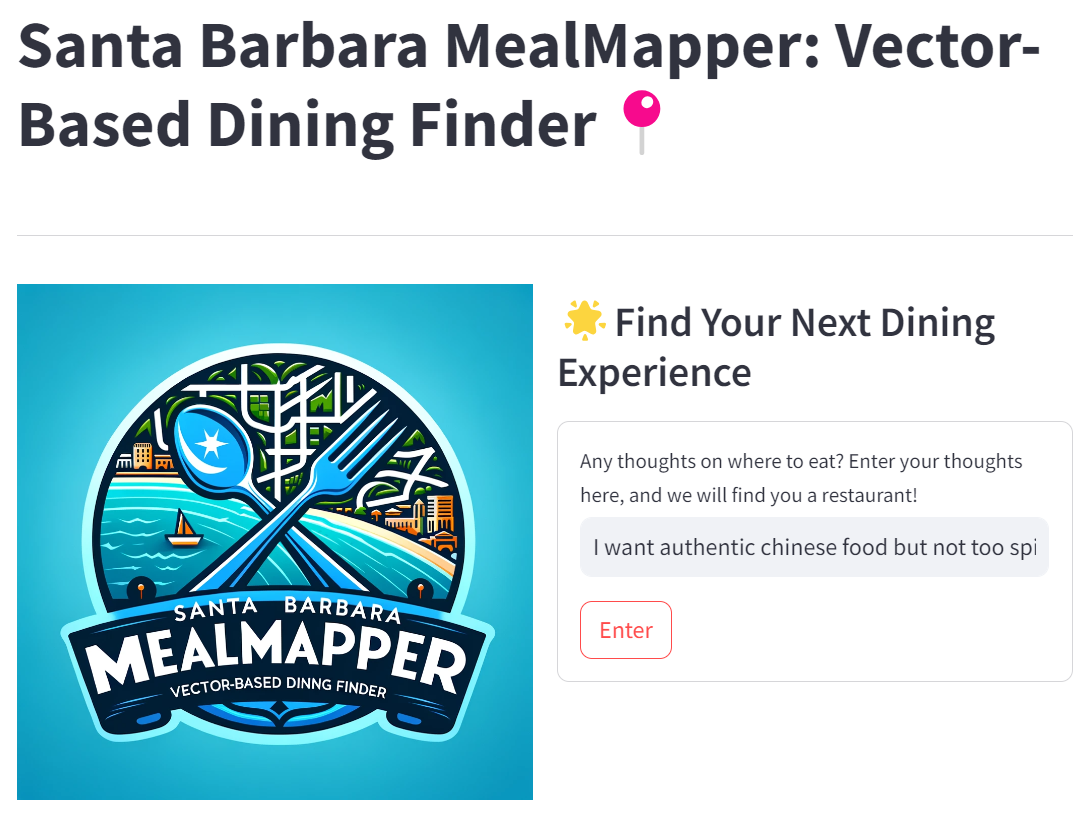 Santa Barbara MealMapper: Vector-
Based Dining Finder 📍
SANTA BARBARA
MEALMAPPER
VECTOR-BASED DINNG FINDER
🌟 Find Your Next Dining
Experience
Any thoughts on where to eat? Enter your thoughts
here, and we will find you a restaurant!
I want authentic chinese food but not too spi
Enter